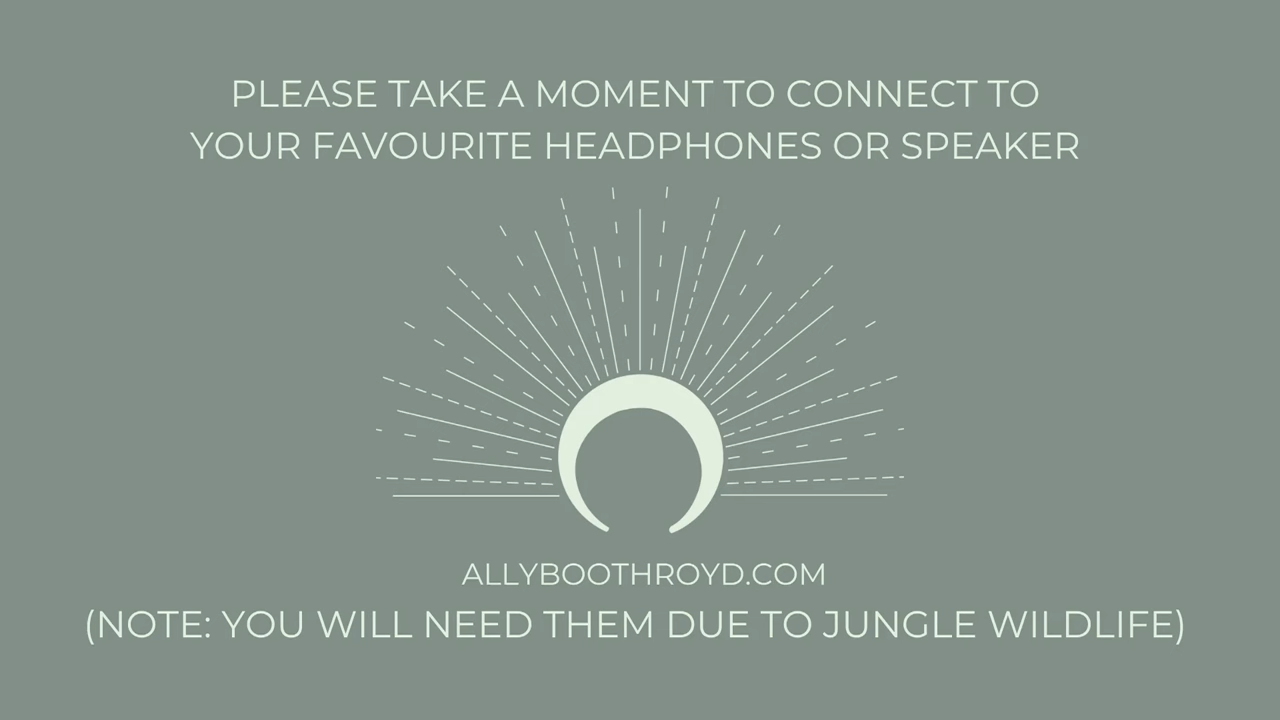 PLEASE TAKE A MOMENT TO CONNECT TO
YOUR FAVOURITE HEADPHONES OR SPEAKER
ALLYBOOTHROYD.COM
(NOTE: YOU WILL NEED THEM DUE TO JUNGLE WILDLIFE)